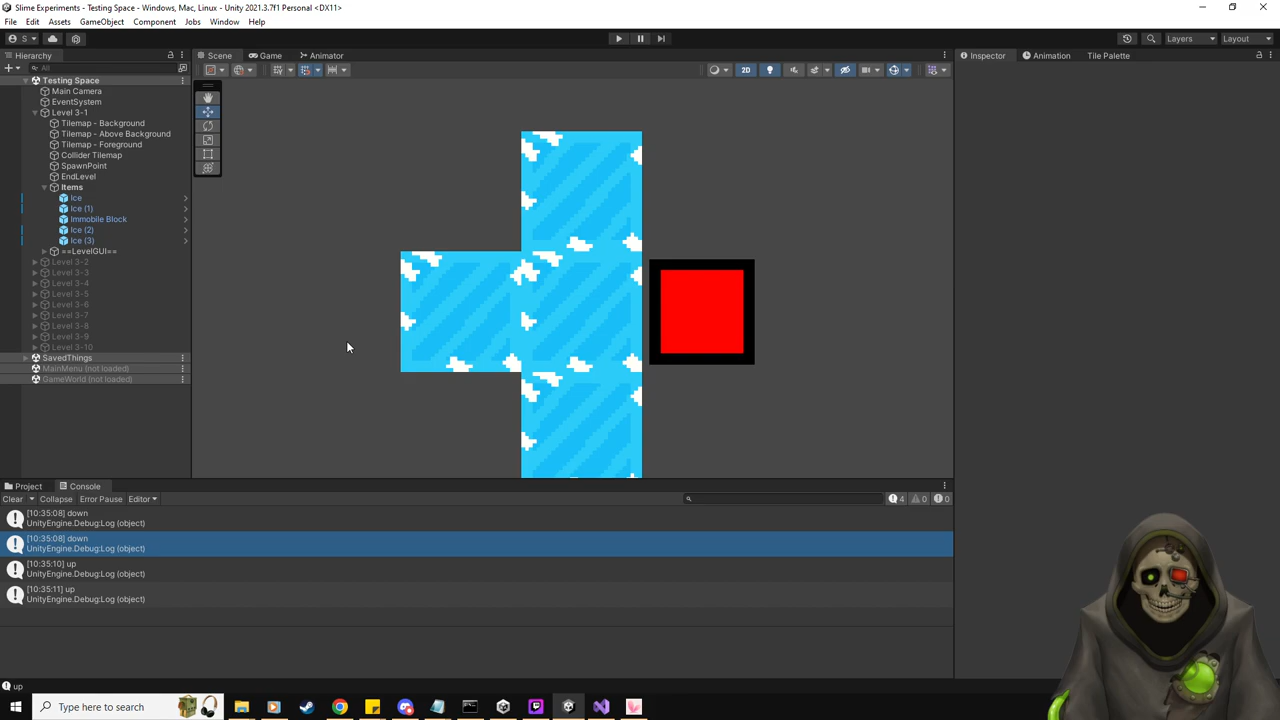 Slime Experiments - Testing Space - Windows, Mac, Linux - Unity 2021.3.7f1 Personal <DX11>
File Edit Assets GameObject Component Jobs Window Help
S Layers Layout
Hierarchy Scene Game Animator Inspector Animation Tile Palette
All
2D
Testing Space
Main Camera
EventSystem
Level 3-1
Tilemap - Background
Tilemap - Above Background
Tilemap - Foreground
Collider Tilemap
SpawnPoint
EndLevel
Items
Ice
Ice (1)
Immobile Block
Ice (2)
Ice (3)
==LevelGUI==
Level 3-2
Level 3-3
Level 3-4
Level 3-5
Level 3-6
Level 3-7
Level 3-8
Level 3-9
Level 3-10
SavedThings
MainMenu (not loaded)
GameWorld (not loaded)
Project Console
Clear Collapse Error Pause Editor 4 0 0
[10:35:08] down
UnityEngine.Debug:Log (object)
[10:35:08] down
UnityEngine.Debug:Log (object)
[10:35:10] up
UnityEngine.Debug:Log (object)
[10:35:11] up
UnityEngine.Debug:Log (object)
up
Type here to search